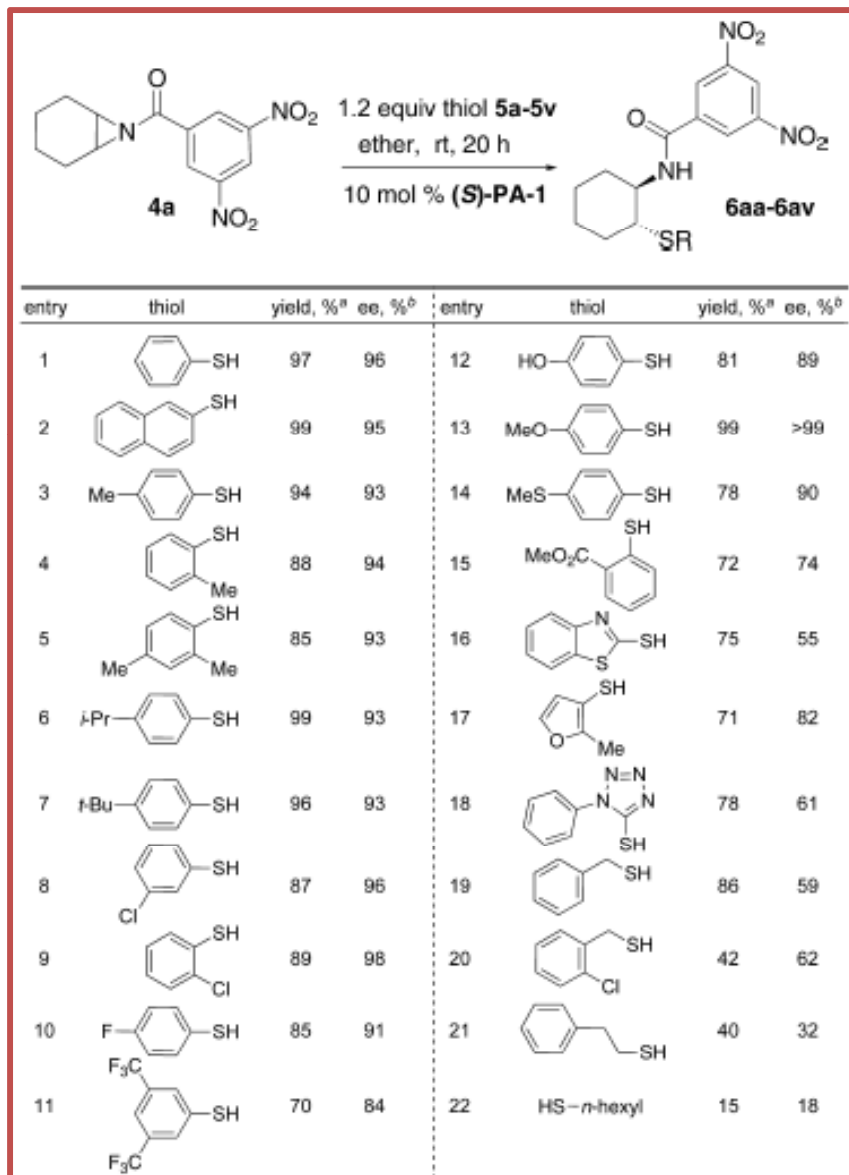 O
N
NO₂
NO₂
4a
1.2 equiv thiol 5a-5v
ether, rt, 20 h
10 mol % (S)-PA-1
NO₂
O
NO₂
NH
SR
6aa-6av
entry thiol yield, %ᵃ ee, %ᵇ entry thiol yield, %ᵃ ee, %ᵇ
1 SH 97 96 12 HO SH 81 89
2 SH 99 95 13 MeO SH 99 >99
3 Me SH 94 93 14 MeS SH 78 90
4 SH Me 88 94 15 SH MeO₂C 72 74
5 SH Me Me 85 93 16 N S SH 75 55
6 i-Pr SH 99 93 17 SH O Me 71 82
7 t-Bu SH 96 93 18 N=N N N SH 78 61
8 SH Cl 87 96 19 SH 86 59
9 SH Cl 89 98 20 SH Cl 42 62
10 F SH 85 91 21 SH 40 32
11 F₃C SH F₃C 70 84 22 HS–n-hexyl 15 18